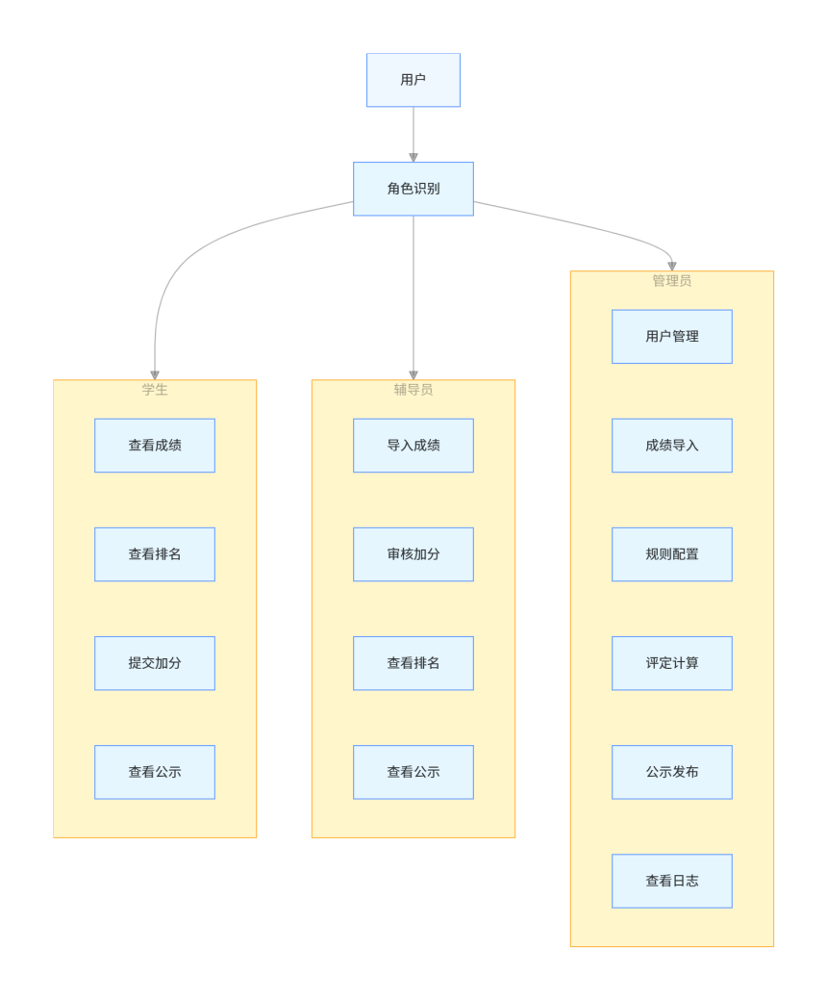 用户
角色识别
学生
查看成绩
查看排名
提交加分
查看公示
辅导员
导入成绩
审核加分
查看排名
查看公示
管理员
用户管理
成绩导入
规则配置
评定计算
公示发布
查看日志